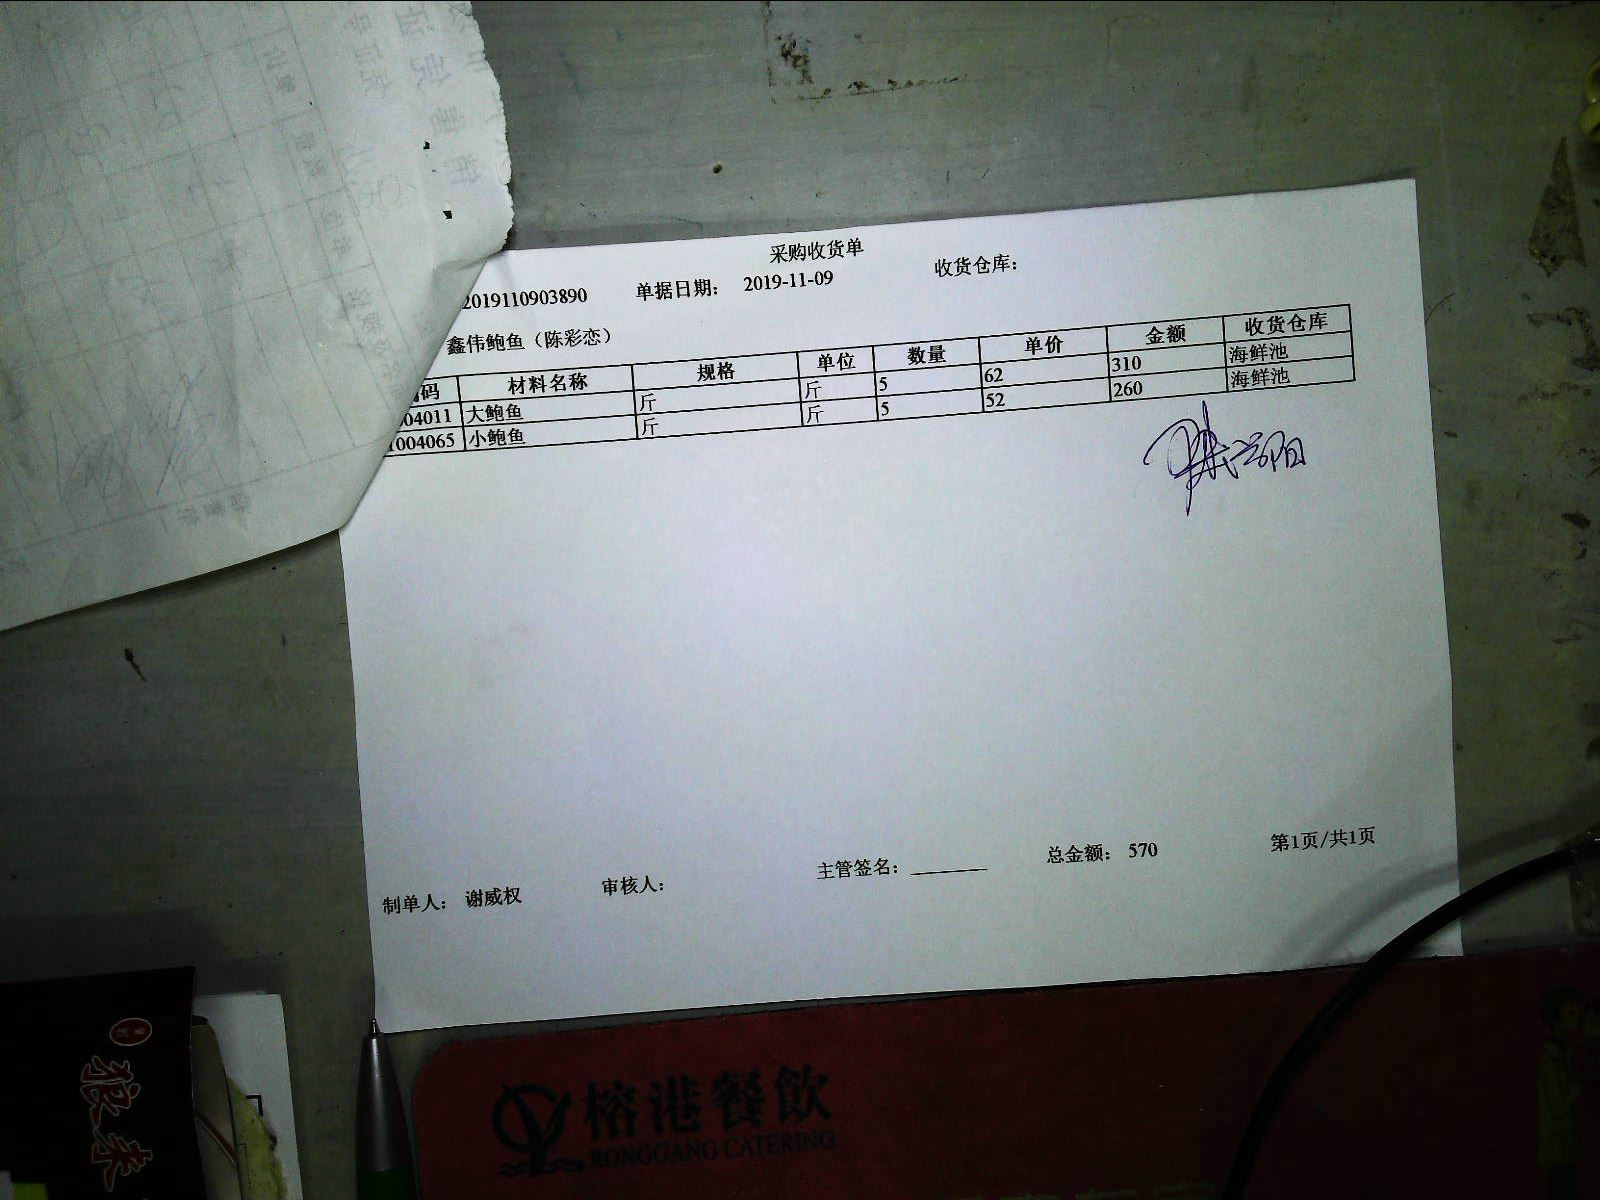 采购收货单
2019110903890 单据日期： 2019-11-09 收货仓库：
鑫伟鲍鱼（陈彩恋）
码 材料名称 规格 单位 数量 单价 金额 收货仓库
04011 大鲍鱼 斤 斤 5 62 310 海鲜池
1004065 小鲍鱼 斤 斤 5 52 260 海鲜池
制单人： 谢威权 审核人： 主管签名： 总金额： 570 第1页/共1页
榕港餐飲
RONGGANG CATERING